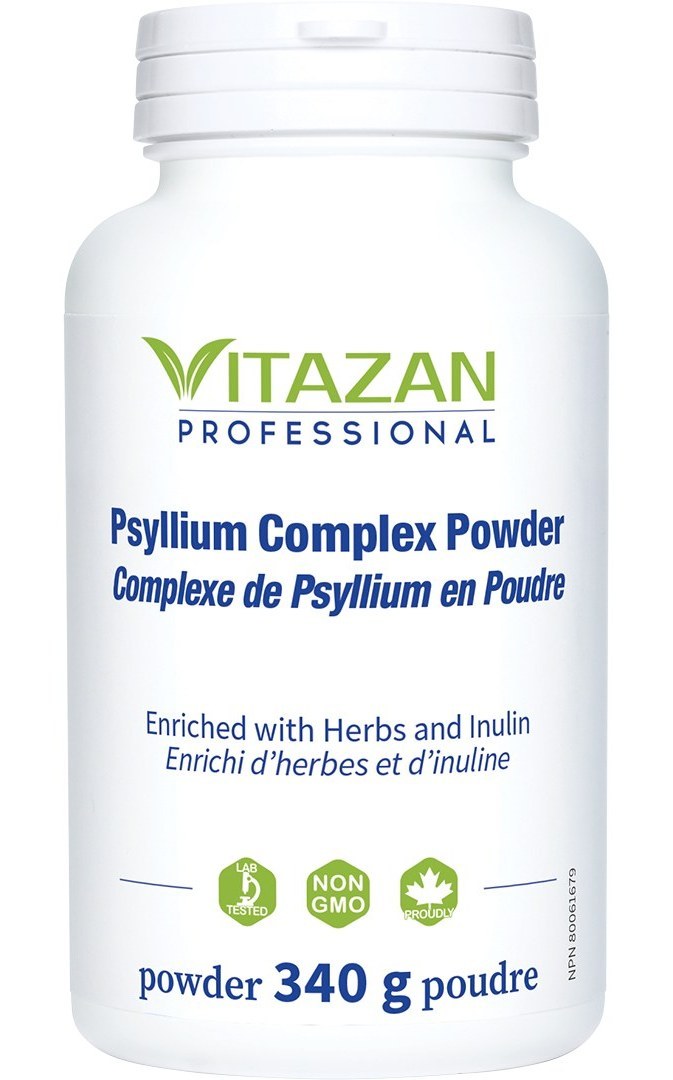 VITAZAN
PROFESSIONAL
Psyllium Complex Powder
Complexe de Psyllium en Poudre
Enriched with Herbs and Inulin
Enrichi d'herbes et d'inuline
LAB
TESTED
NON
GMO
PROUDLY
NPN 80061679
powder 340 g poudre